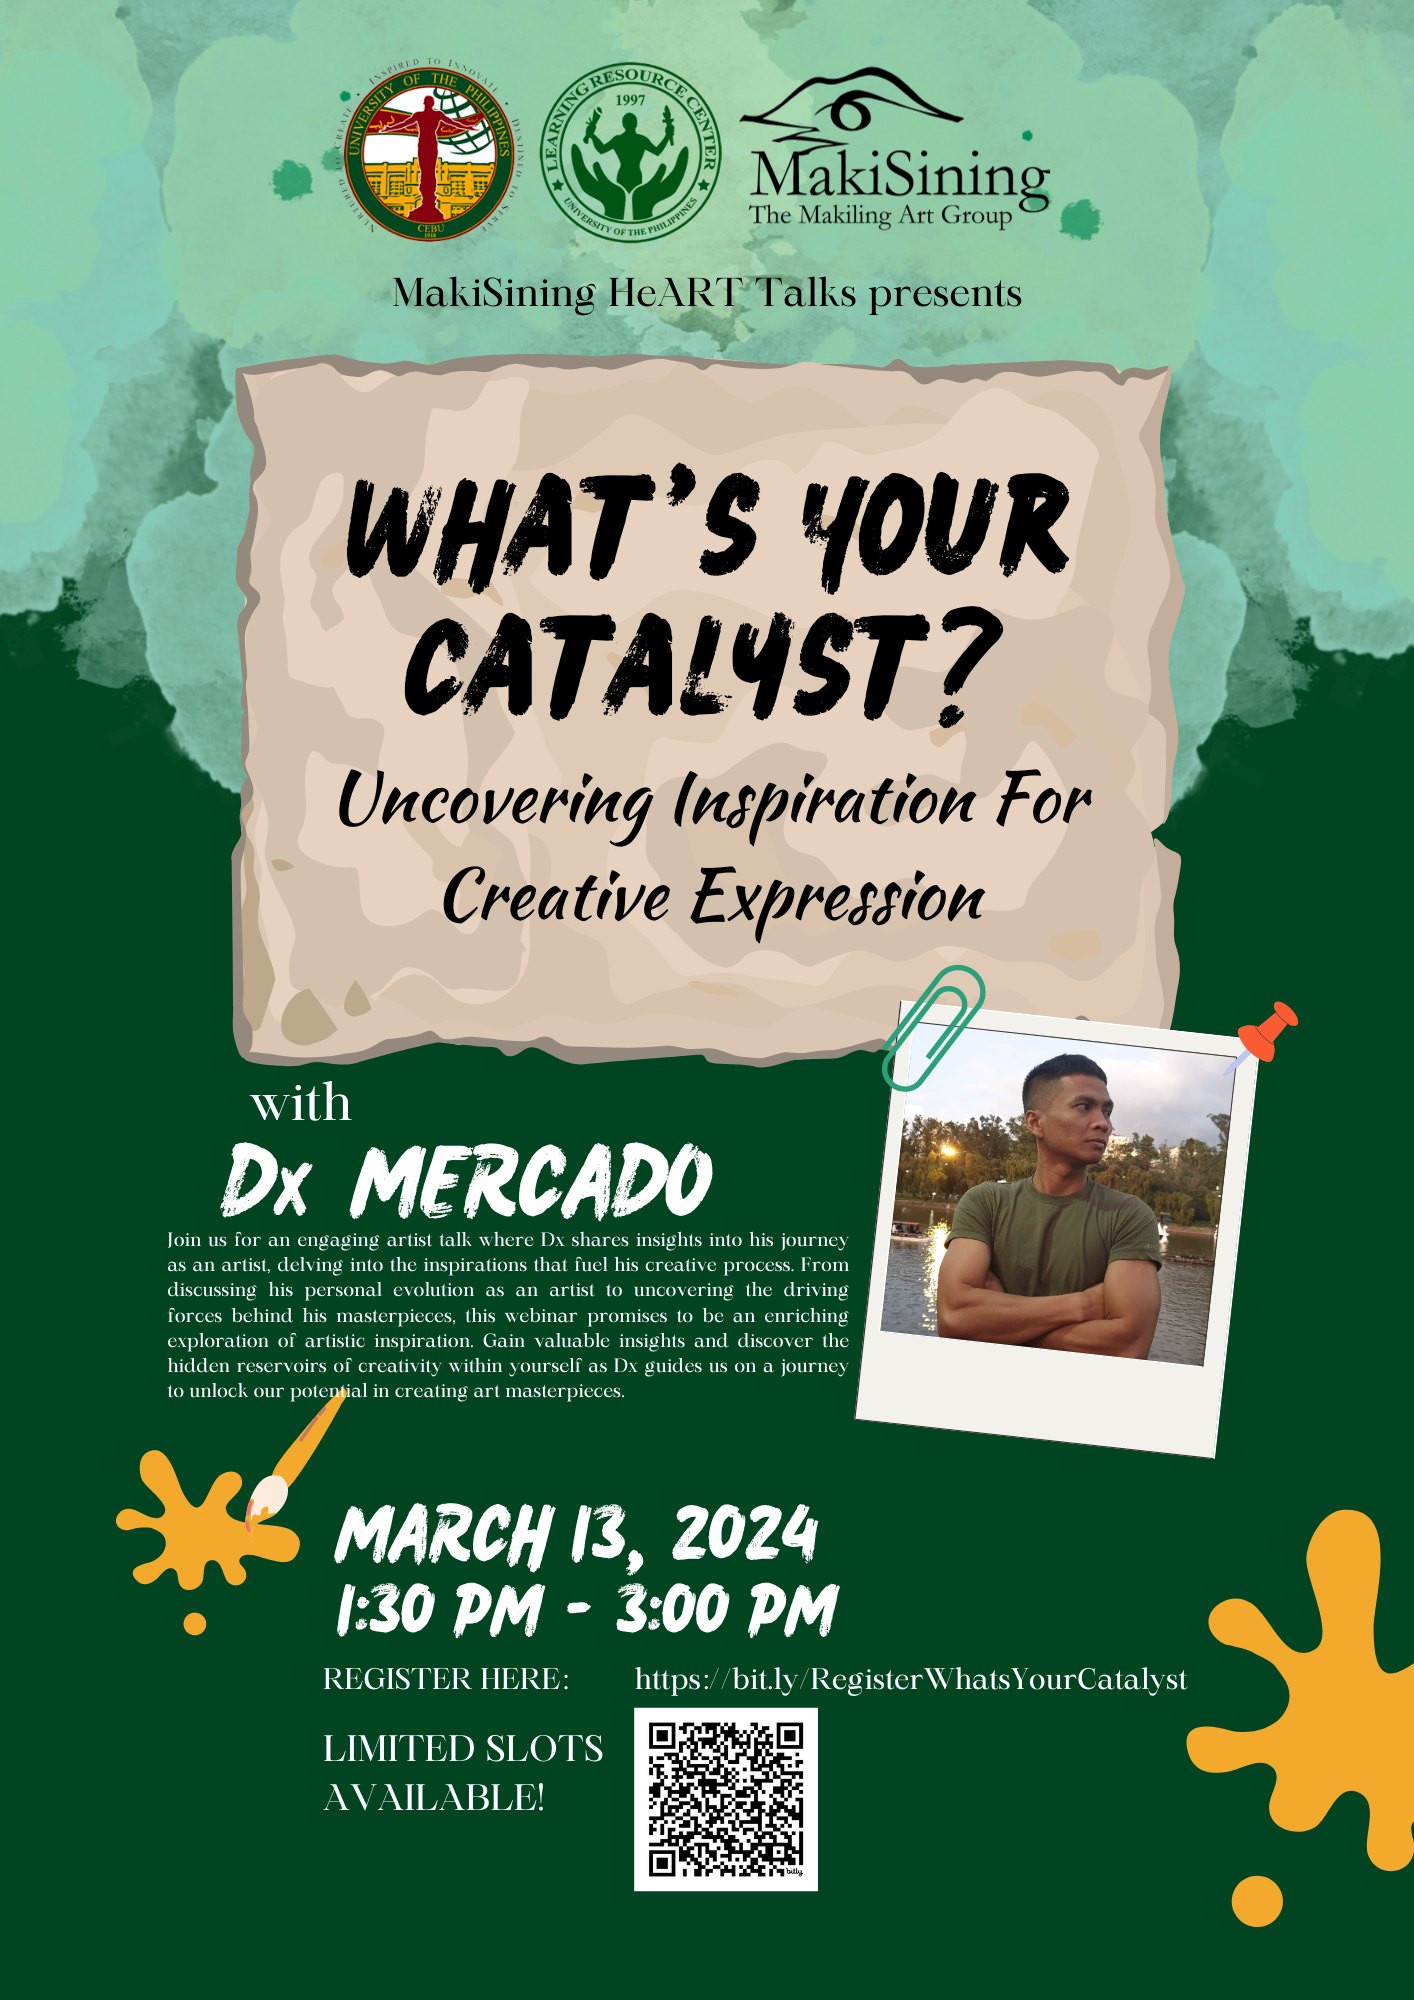 NURTURED TO CREATE • INSPIRED TO INNOVATE • DESTINED TO SERVE
UNIVERSITY OF THE PHILIPPINES
CEBU
1918
LEARNING RESOURCE CENTER
1997
UNIVERSITY OF THE PHILIPPINES
MakiSining
The Makiling Art Group
MakiSining HeART Talks presents
WHAT'S YOUR
CATALYST?
Uncovering Inspiration For
Creative Expression
with
Dx MERCADO
Join us for an engaging artist talk where Dx shares insights into his journey
as an artist, delving into the inspirations that fuel his creative process. From
discussing his personal evolution as an artist to uncovering the driving
forces behind his masterpieces, this webinar promises to be an enriching
exploration of artistic inspiration. Gain valuable insights and discover the
hidden reservoirs of creativity within yourself as Dx guides us on a journey
to unlock our potential in creating art masterpieces.
MARCH 13, 2024
1:30 PM - 3:00 PM
REGISTER HERE: https://bit.ly/RegisterWhatsYourCatalyst
LIMITED SLOTS
AVAILABLE!
bitly